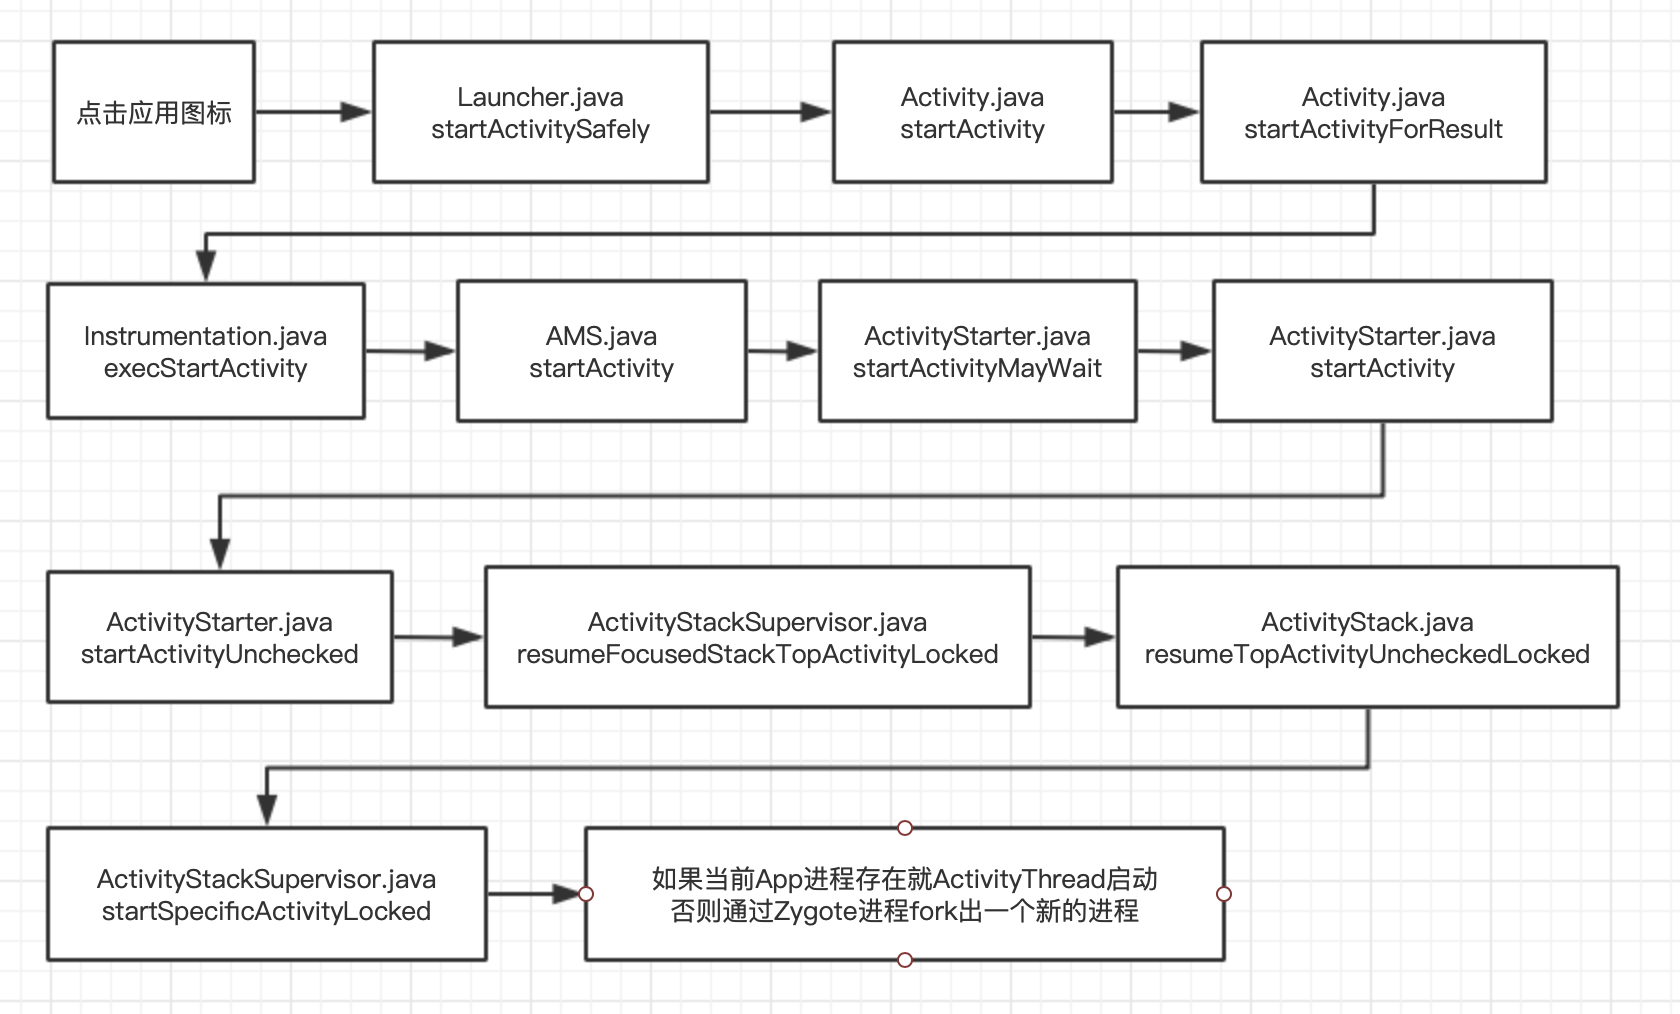 点击应用图标
Launcher.java
startActivitySafely
Activity.java
startActivity
Activity.java
startActivityForResult
Instrumentation.java
execStartActivity
AMS.java
startActivity
ActivityStarter.java
startActivityMayWait
ActivityStarter.java
startActivity
ActivityStarter.java
startActivityUnchecked
ActivityStackSupervisor.java
resumeFocusedStackTopActivityLocked
ActivityStack.java
resumeTopActivityUncheckedLocked
ActivityStackSupervisor.java
startSpecificActivityLocked
如果当前App进程存在就ActivityThread启动
否则通过Zygote进程fork出一个新的进程